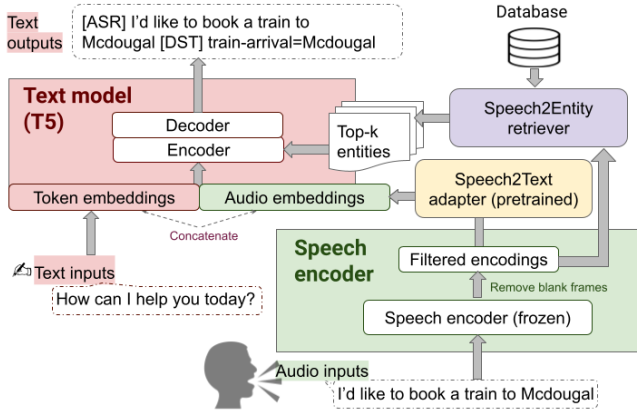 Text
outputs
[ASR] I'd like to book a train to
Mcdougal [DST] train-arrival=Mcdougal
Database
Text model
(T5)
Decoder
Encoder
Top-k
entities
Speech2Entity
retriever
Token embeddings
Audio embeddings
Speech2Text
adapter (pretrained)
Concatenate
Speech
encoder
Filtered encodings
Remove blank frames
Speech encoder (frozen)
Text inputs
How can I help you today?
Audio inputs
I'd like to book a train to Mcdougal